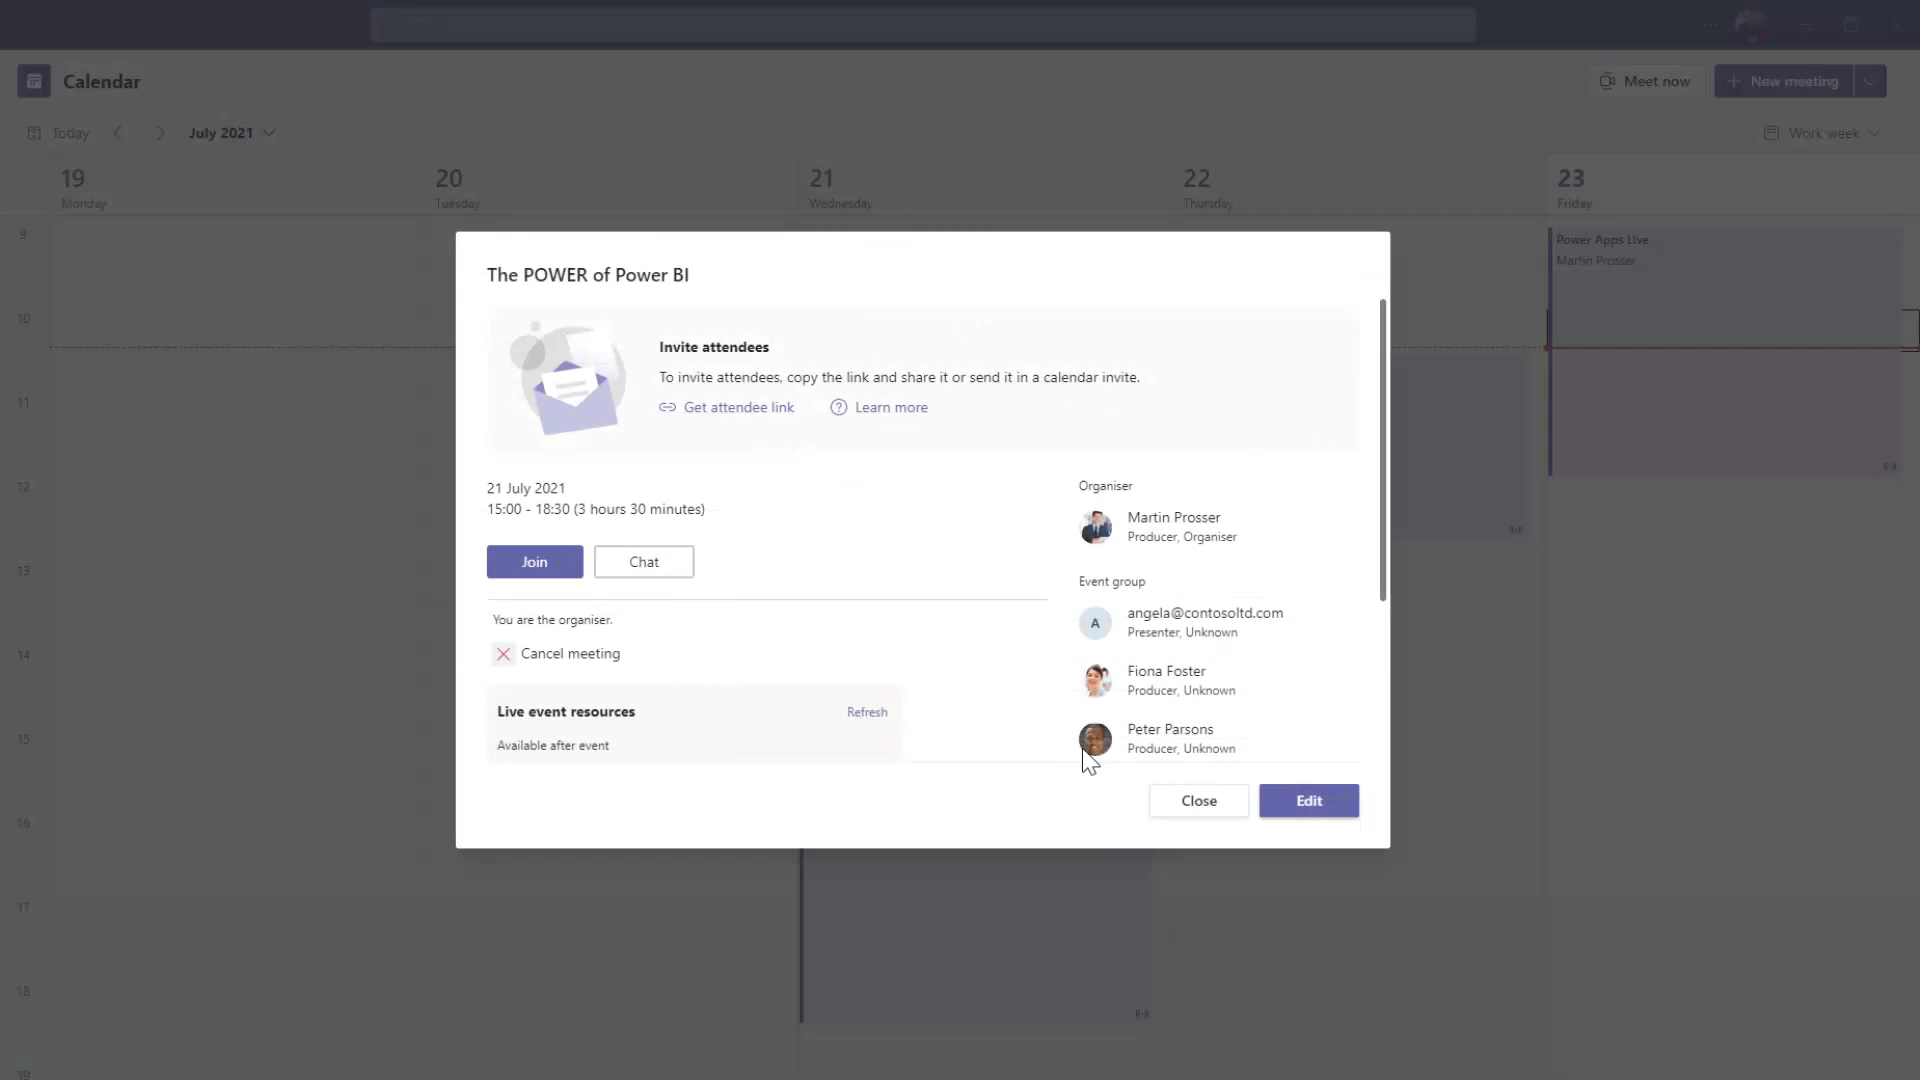 Calendar
Meet now
New meeting
Today
July 2021
Work week
19
Monday
20
Tuesday
21
Wednesday
22
Thursday
23
Friday
9
10
11
12
13
14
15
16
17
18
19
Power Apps Live
Martin Prosser
The POWER of Power BI
Invite attendees
To invite attendees, copy the link and share it or send it in a calendar invite.
Get attendee link
Learn more
21 July 2021
15:00 - 18:30 (3 hours 30 minutes)
Join
Chat
You are the organiser.
Cancel meeting
Live event resources
Refresh
Available after event
Organiser
Martin Prosser
Producer, Organiser
Event group
A
angela@contosoltd.com
Presenter, Unknown
Fiona Foster
Producer, Unknown
Peter Parsons
Producer, Unknown
Close
Edit